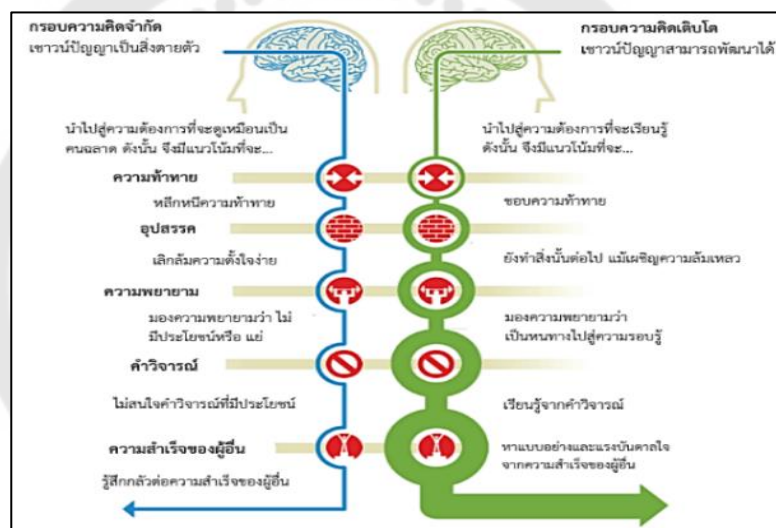 กรอบความคิดจำกัด
เชาวน์ปัญญาเป็นสิ่งตายตัว
กรอบความคิดเติบโต
เชาวน์ปัญญาสามารถพัฒนาได้
นำไปสู่ความต้องการที่จะดูเหมือนเป็น
คนฉลาด ดังนั้น จึงมีแนวโน้มที่จะ...
นำไปสู่ความต้องการที่จะเรียนรู้
ดังนั้น จึงมีแนวโน้มที่จะ...
ความท้าทาย
หลีกหนีความท้าทาย
ชอบความท้าทาย
อุปสรรค
เลิกล้มความตั้งใจง่าย
ยังทำสิ่งนั้นต่อไป แม้เผชิญความล้มเหลว
ความพยายาม
มองความพยายามว่า ไม่
มีประโยชน์หรือ แย่
มองความพยายามว่า
เป็นหนทางไปสู่ความรอบรู้
คำวิจารณ์
ไม่สนใจคำวิจารณ์ที่มีประโยชน์
เรียนรู้จากคำวิจารณ์
ความสำเร็จของผู้อื่น
รู้สึกกลัวต่อความสำเร็จของผู้อื่น
หาแบบอย่างและแรงบันดาลใจ
จากความสำเร็จของผู้อื่น